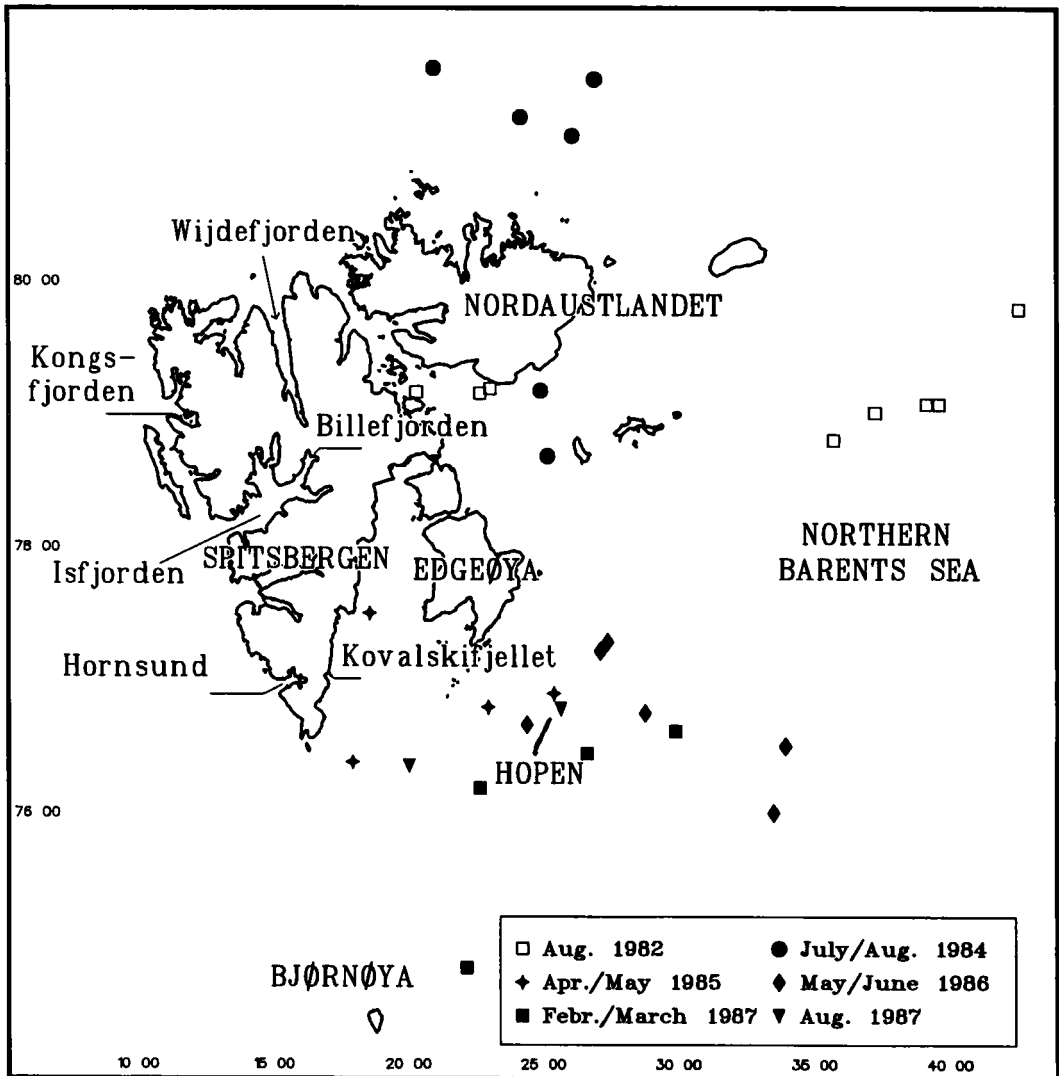 Wijdefjorden
80 00
NORDAUSTLANDET
Kongs-
fjorden
Billefjorden
NORTHERN
BARENTS SEA
78 00
SPITSBERGEN
EDGEØYA
Isfjorden
Hornsund
Kovalskifjellet
HOPEN
76 00
BJØRNØYA
Aug. 1982
July/Aug. 1984
Apr./May 1985
May/June 1986
Febr./March 1987
Aug. 1987
10 00
15 00
20 00
25 00
30 00
35 00
40 00